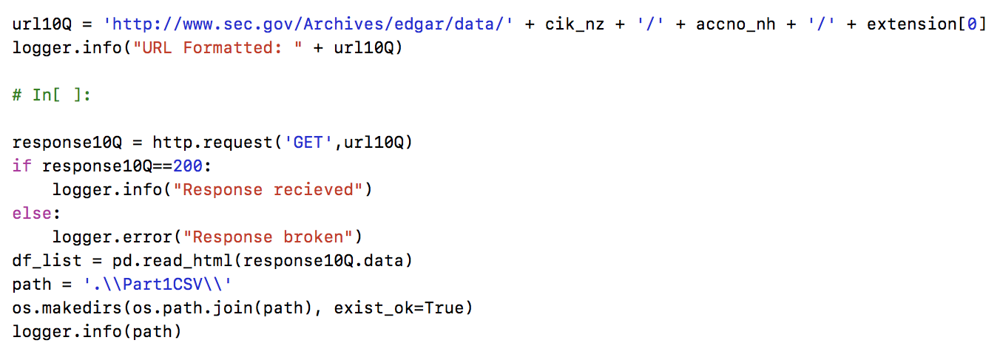 url10Q = 'http://www.sec.gov/Archives/edgar/data/' + cik_nz + '/' + accno_nh + '/' + extension[0]
logger.info("URL Formatted: " + url10Q)
# In[ ]:
response10Q = http.request('GET',url10Q)
if response10Q==200:
    logger.info("Response recieved")
else:
    logger.error("Response broken")
df_list = pd.read_html(response10Q.data)
path = '.\\Part1CSV\\'
os.makedirs(os.path.join(path), exist_ok=True)
logger.info(path)